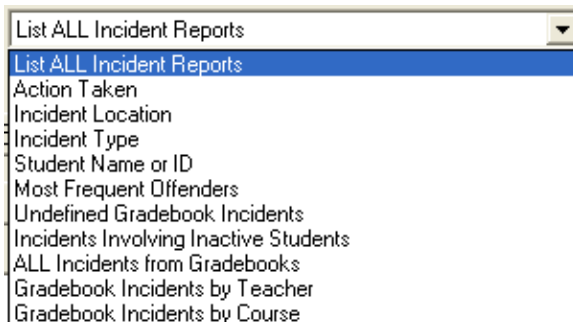 List ALL Incident Reports
List ALL Incident Reports
Action Taken
Incident Location
Incident Type
Student Name or ID
Most Frequent Offenders
Undefined Gradebook Incidents
Incidents Involving Inactive Students
ALL Incidents from Gradebooks
Gradebook Incidents by Teacher
Gradebook Incidents by Course